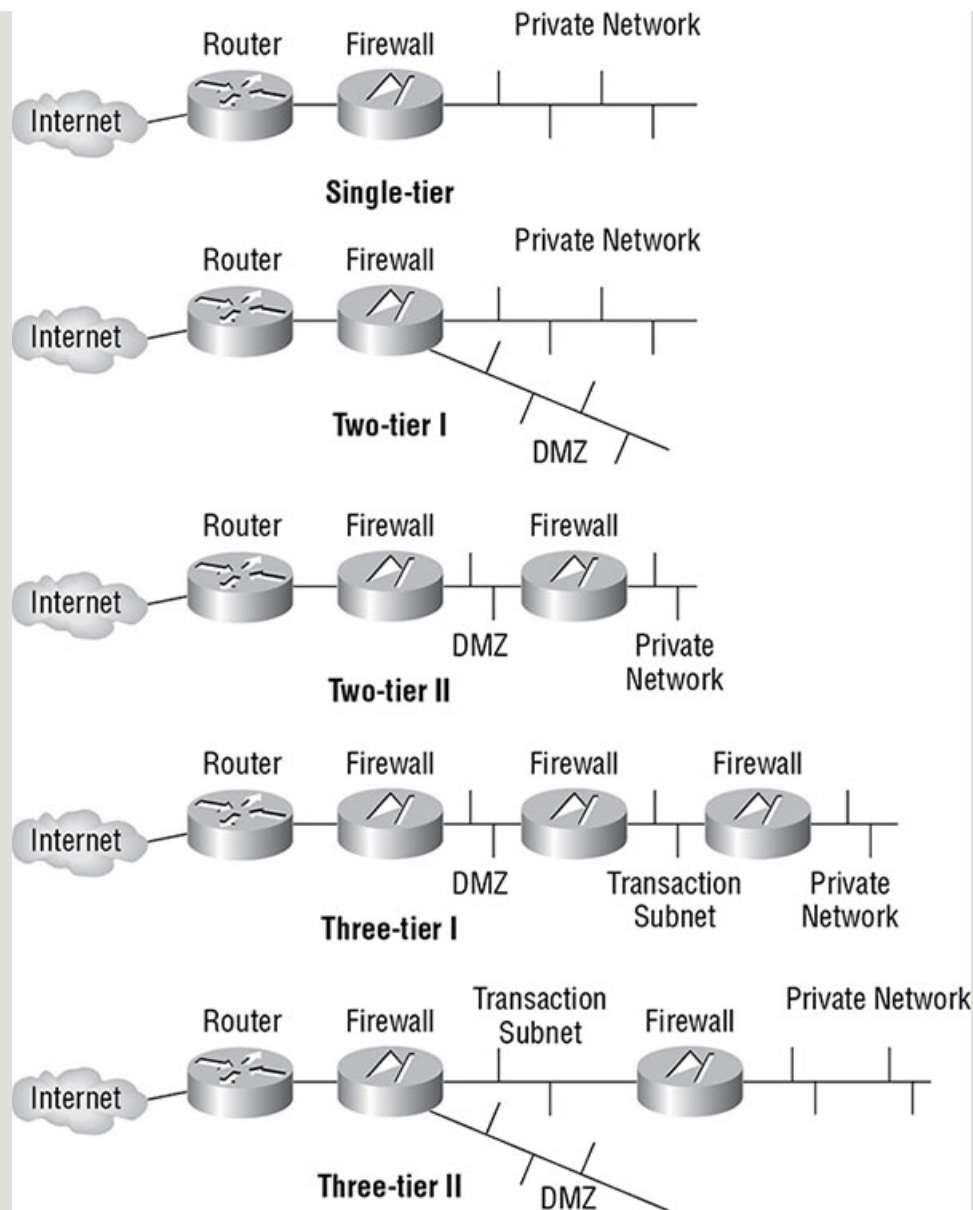 Private Network
Router Firewall
Internet
Single-tier
Private Network
Router Firewall
Internet
Two-tier I
DMZ
Router Firewall Firewall
Internet
DMZ Private
Network
Two-tier II
Router Firewall Firewall Firewall
Internet
DMZ Transaction Private
Subnet Network
Three-tier I
Transaction Private Network
Router Firewall Subnet Firewall
Internet
Three-tier II
DMZ